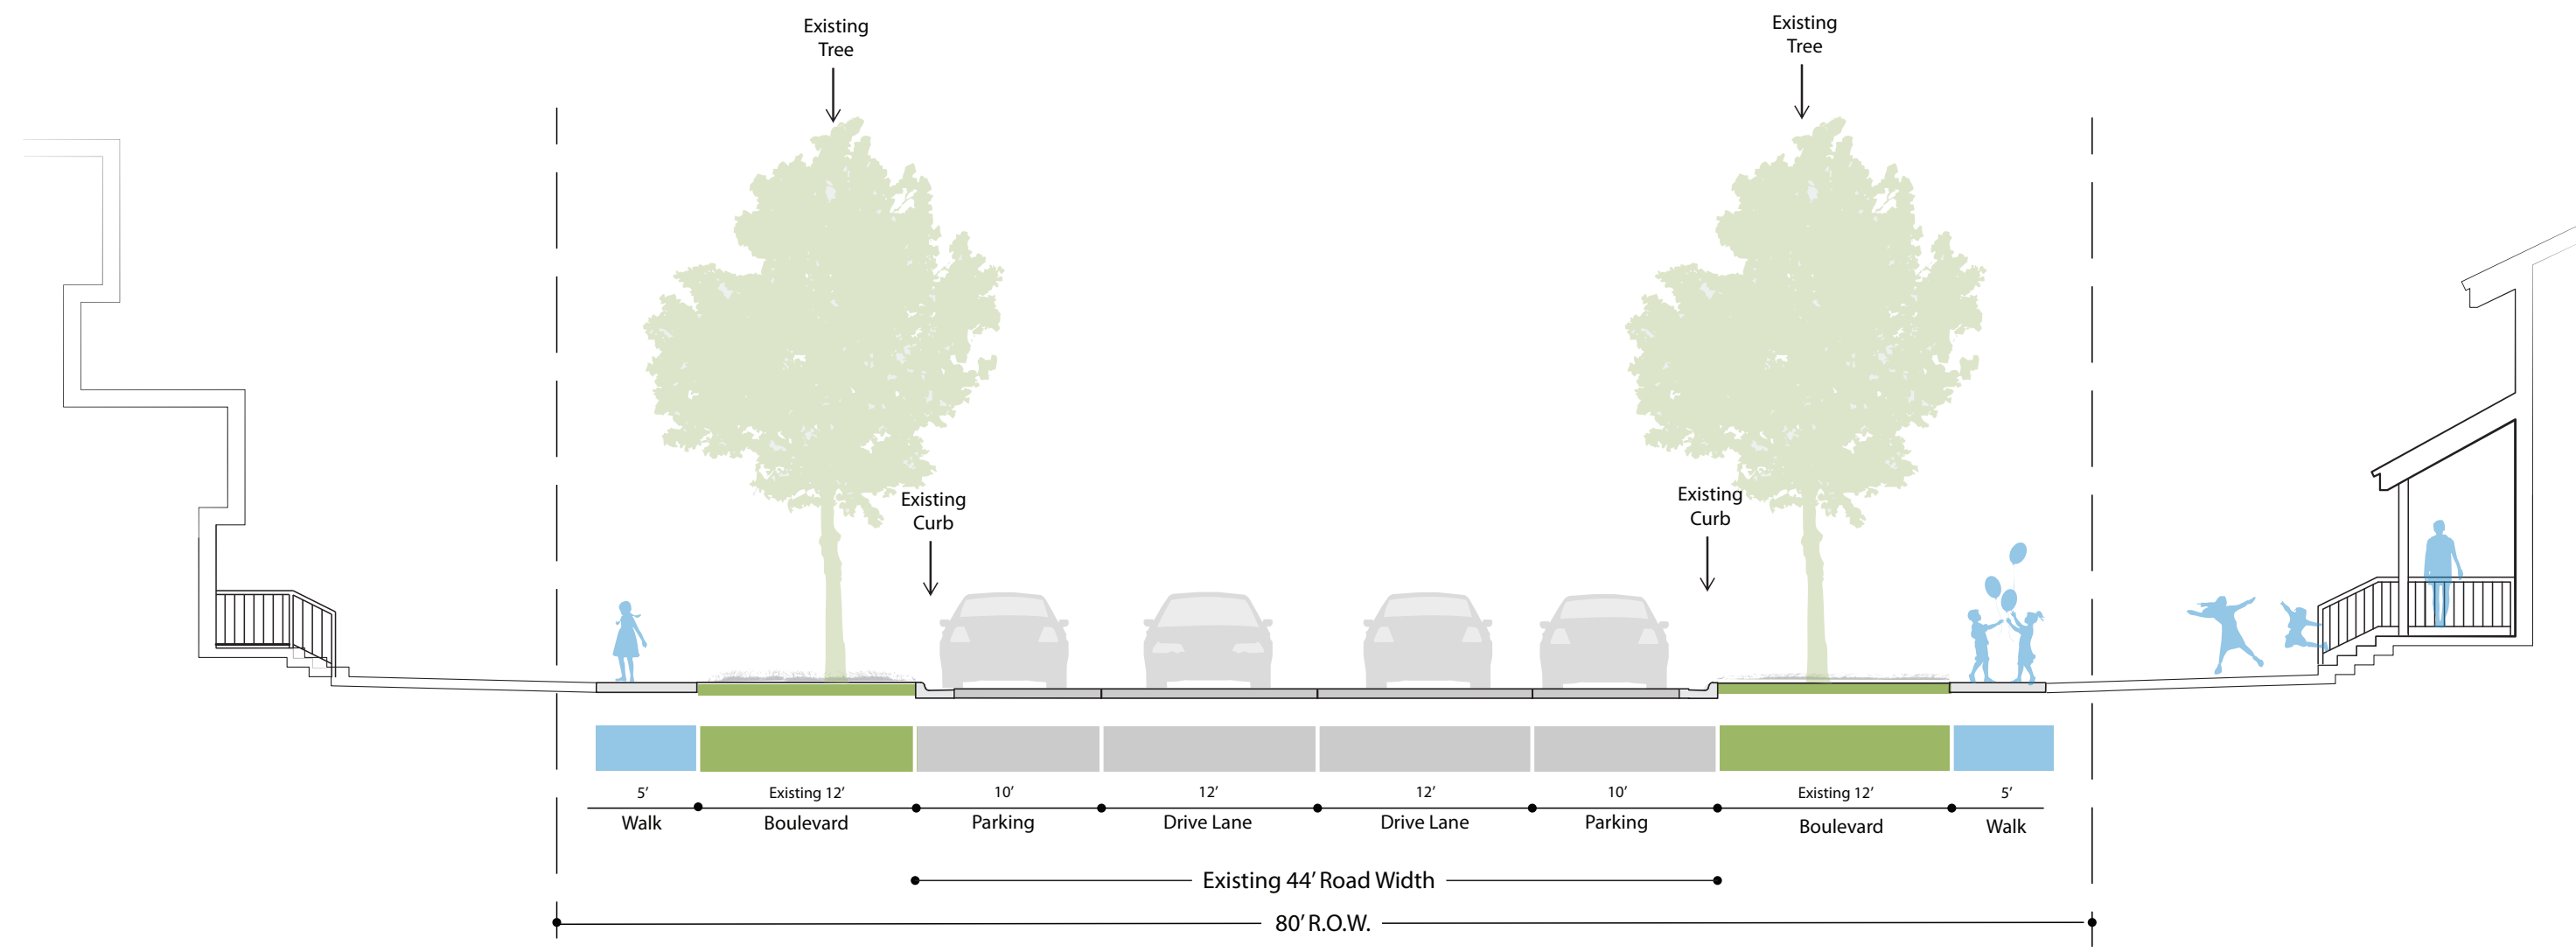 Existing
Tree
Existing
Tree
Existing
Curb
Existing
Curb
5’
Existing 12’
10’
12’
12’
10’
Existing 12’
5’
Walk
Boulevard
Parking
Drive Lane
Drive Lane
Parking
Boulevard
Walk
Existing 44’ Road Width
80’ R.O.W.